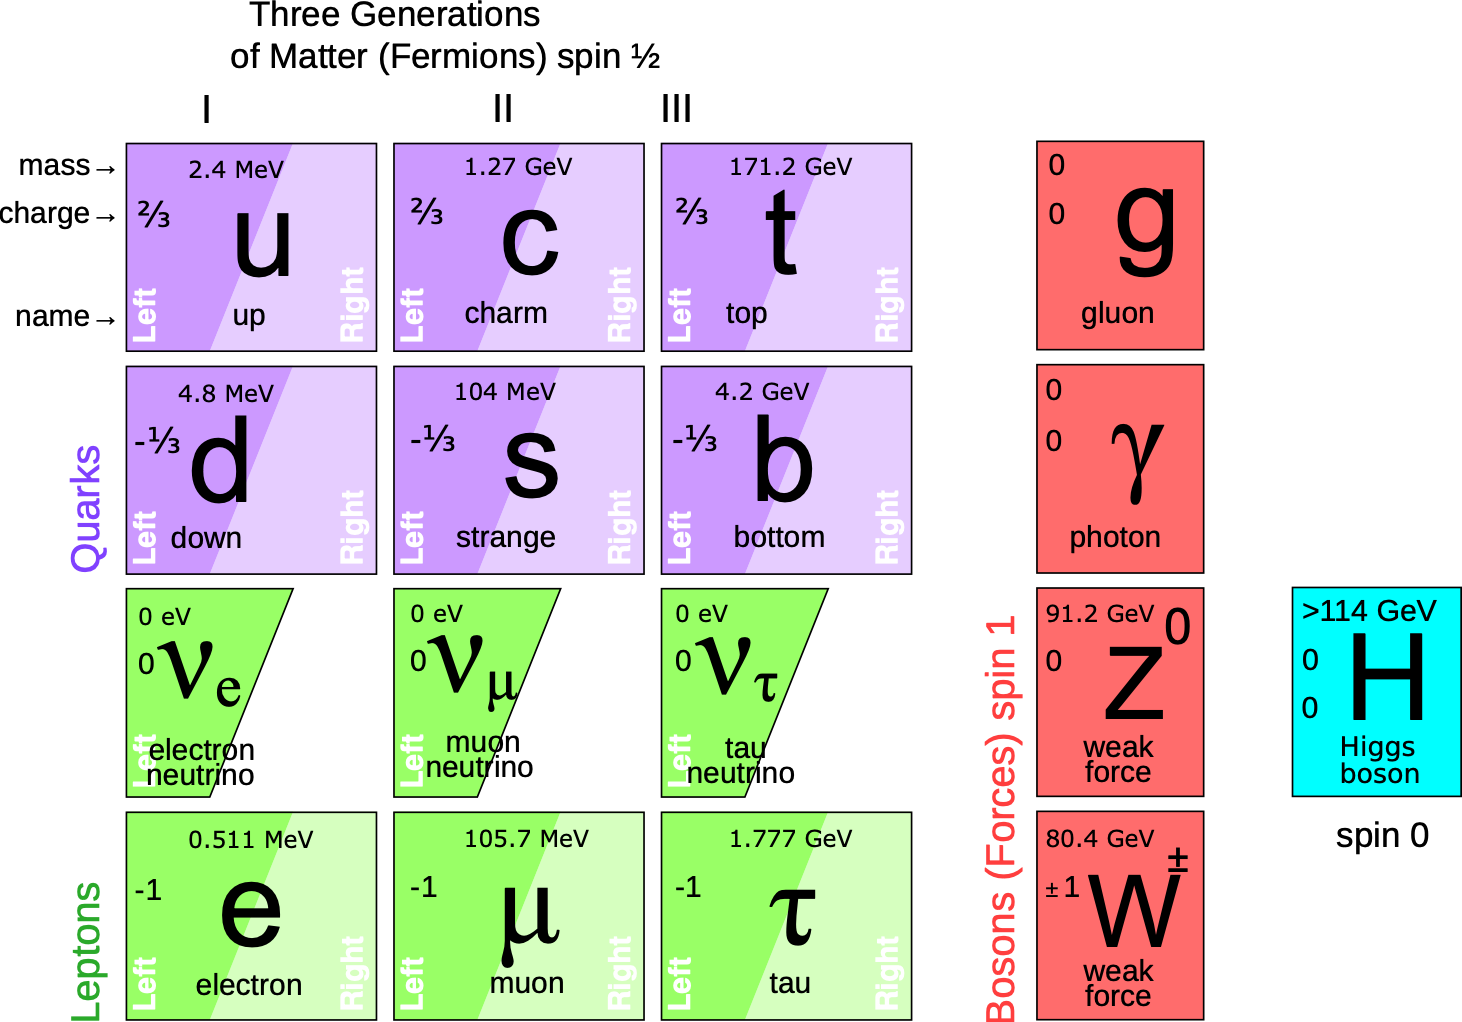 Three Generations
of Matter (Fermions) spin ½
I
II
III
mass→
charge→
name→
2.4 MeV
⅔
u
Left
up
Right
1.27 GeV
⅔
c
Left
charm
Right
171.2 GeV
⅔
t
Left
top
Right
0
0
g
gluon
Quarks
4.8 MeV
-⅓
d
Left
down
Right
104 MeV
-⅓
s
Left
strange
Right
4.2 GeV
-⅓
b
Left
bottom
Right
0
0
γ
photon
0 eV
0
νe
Left
electron
neutrino
0 eV
0
νμ
Left
muon
neutrino
0 eV
0
ντ
Left
tau
neutrino
Bosons (Forces) spin 1
91.2 GeV
0
Z0
weak
force
>114 GeV
0
0
H
Higgs
boson
spin 0
Leptons
0.511 MeV
-1
e
Left
electron
Right
105.7 MeV
-1
μ
Left
muon
Right
1.777 GeV
-1
τ
Left
tau
Right
80.4 GeV
±1
W±
weak
force